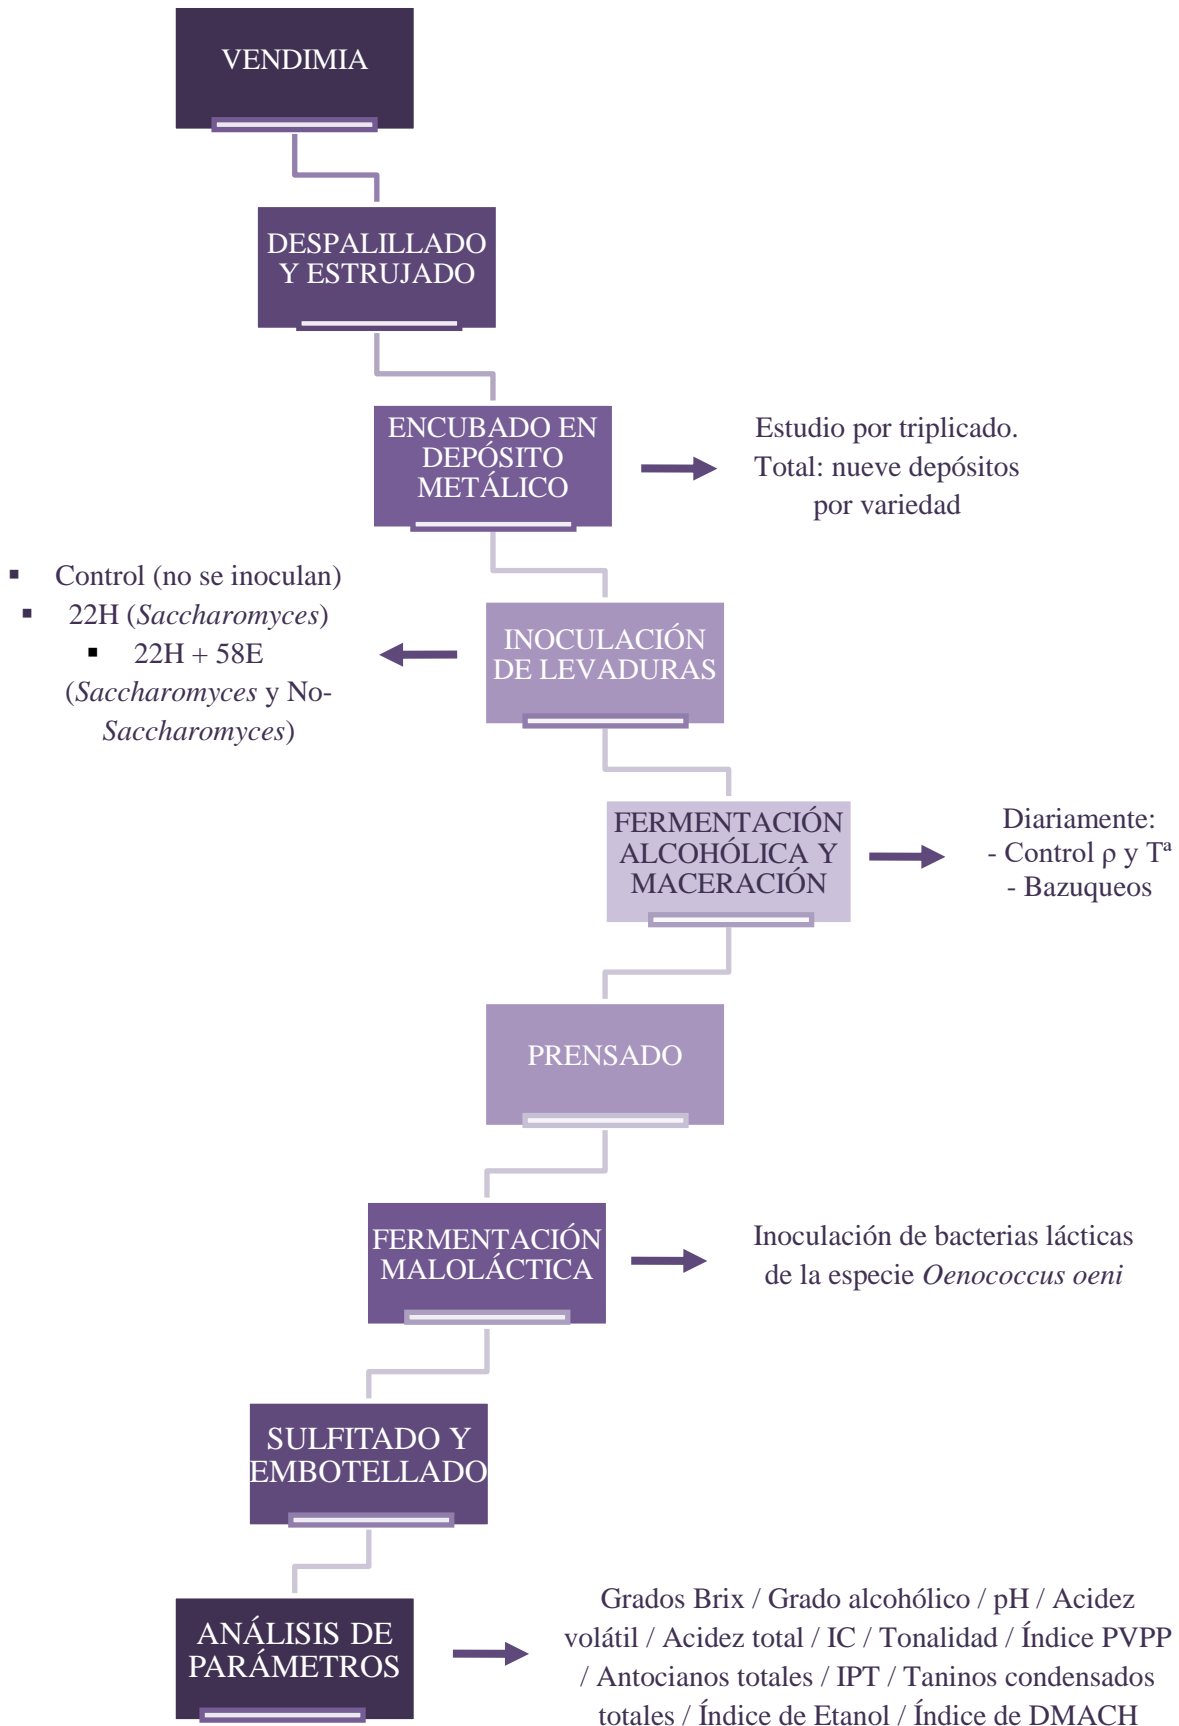 VENDIMIA
DESPALILLADO
Y ESTRUJADO
ENCUBADO EN
DEPÓSITO
METÁLICO
Estudio por triplicado.
Total: nueve depósitos
por variedad
▪ Control (no se inoculan)
▪ 22H (Saccharomyces)
▪ 22H + 58E
(Saccharomyces y No-
Saccharomyces)
INOCULACIÓN
DE LEVADURAS
FERMENTACIÓN
ALCOHÓLICA Y
MACERACIÓN
Diariamente:
- Control ρ y Tª
- Bazuqueos
PRENSADO
FERMENTACIÓN
MALOLÁCTICA
Inoculación de bacterias lácticas
de la especie Oenococcus oeni
SULFITADO Y
EMBOTELLADO
ANÁLISIS DE
PARÁMETROS
Grados Brix / Grado alcohólico / pH / Acidez
volátil / Acidez total / IC / Tonalidad / Índice PVPP
/ Antocianos totales / IPT / Taninos condensados
totales / Índice de Etanol / Índice de DMACH